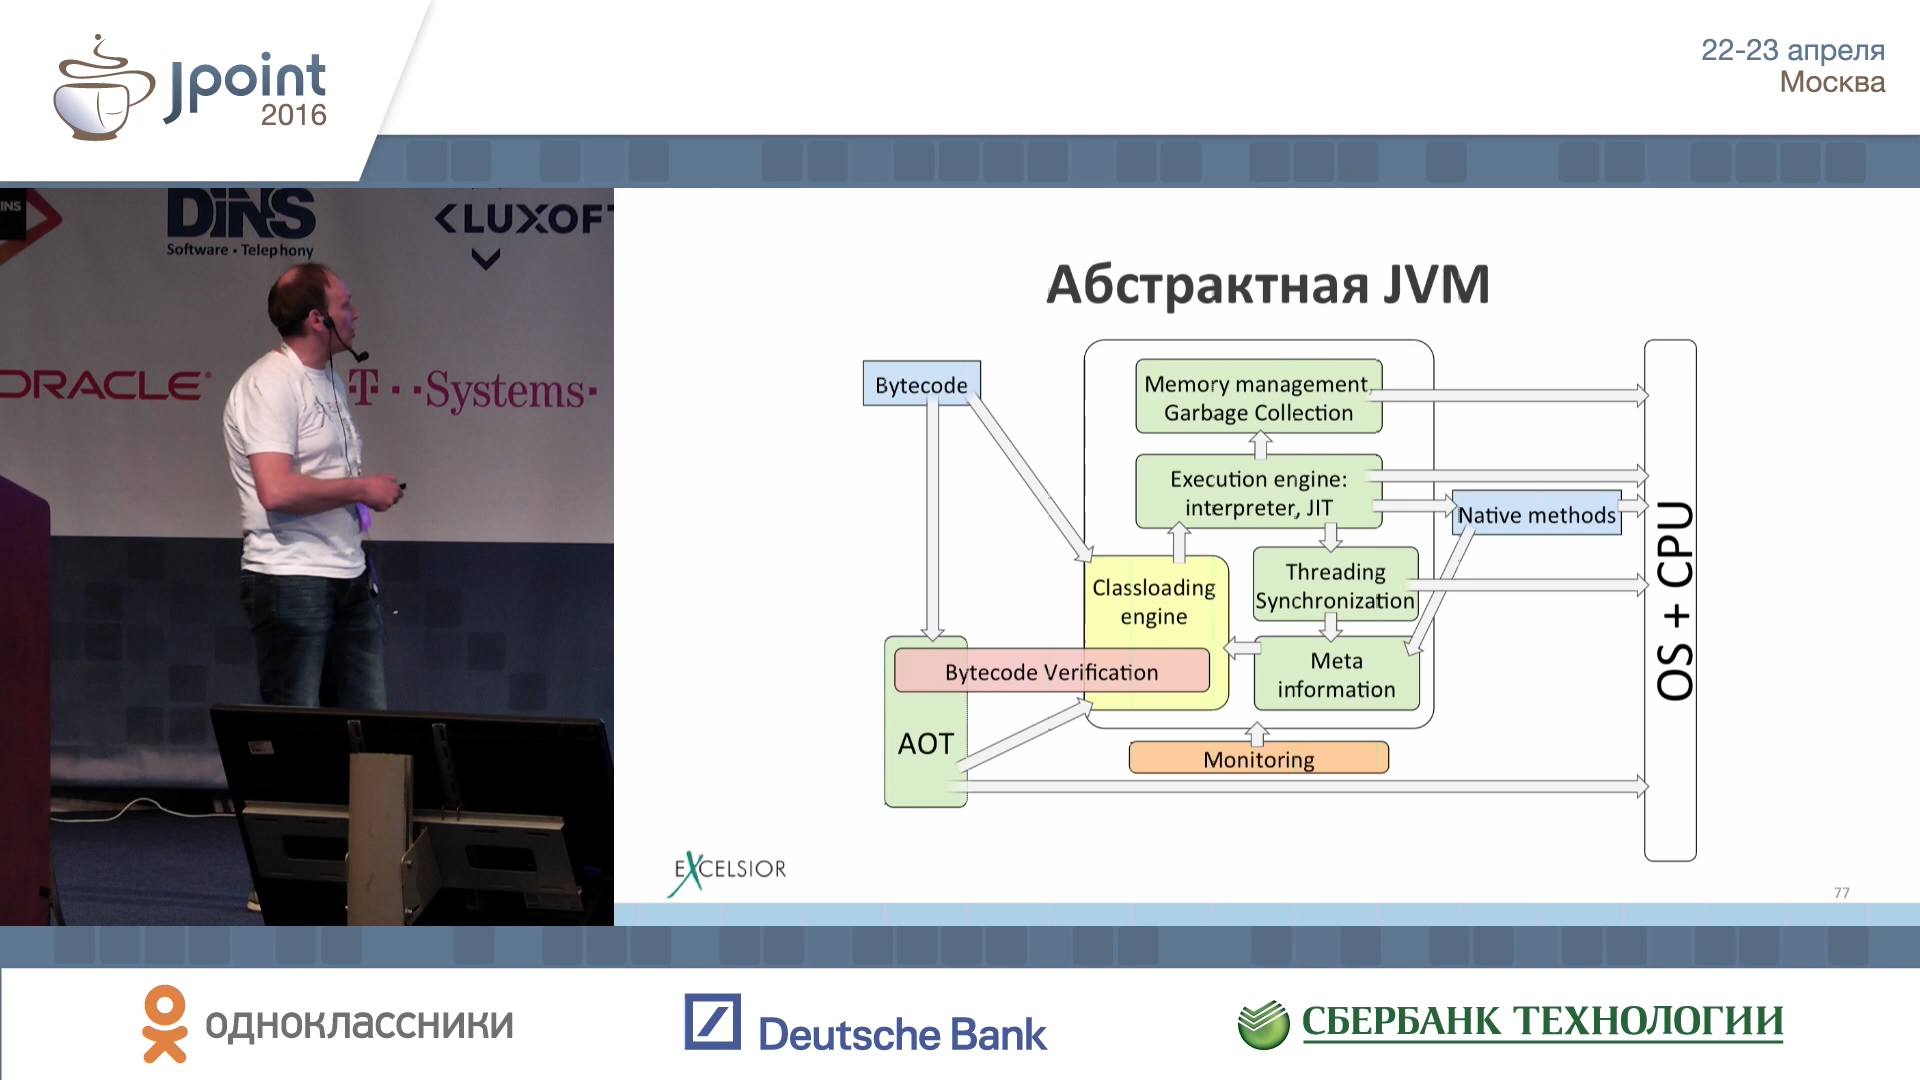 Jpoint
2016
22-23 апреля
Москва
INS
DINS
Software • Telephony
<LUXOFT
ORACLE
T · · Systems ·
Абстрактная JVM
Bytecode
Memory management
Garbage Collection
Execution engine:
interpreter, JIT
Native methods
Classloading
engine
Threading
Synchronization
Bytecode Verification
Meta
information
AOT
Monitoring
OS + CPU
EXCELSIOR
77
одноклассники
Deutsche Bank
СБЕРБАНК ТЕХНОЛОГИИ